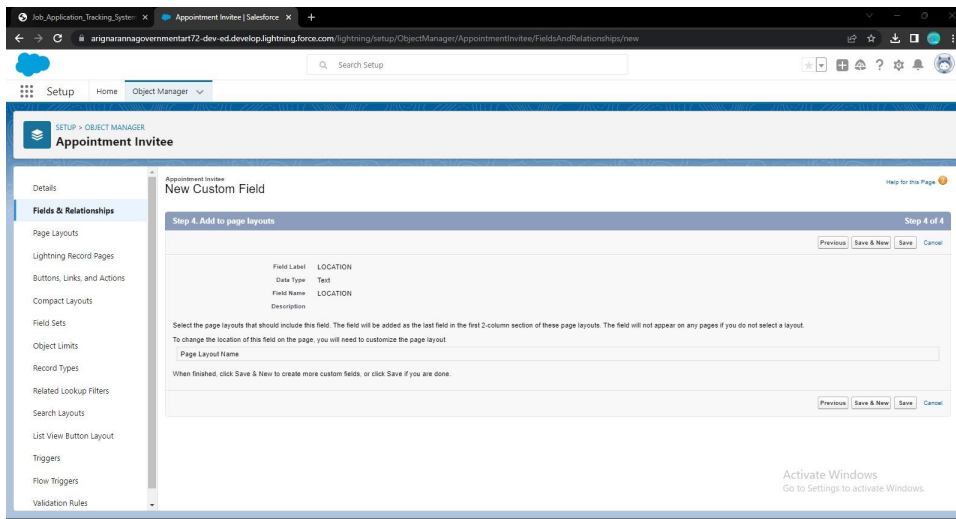 Job_Application_Tracking_System
Appointment Invitee | Salesforce
arignarannagovernmentart72-dev-ed.develop.lightning.force.com/lightning/setup/ObjectManager/AppointmentInvitee/FieldsAndRelationships/new
Search Setup
Setup Home Object Manager
SETUP > OBJECT MANAGER
Appointment Invitee
Details
Fields & Relationships
Page Layouts
Lightning Record Pages
Buttons, Links, and Actions
Compact Layouts
Field Sets
Object Limits
Record Types
Related Lookup Filters
Search Layouts
List View Button Layout
Triggers
Flow Triggers
Validation Rules
Appointment Invitee
New Custom Field
Help for this Page
Step 4. Add to page layouts Step 4 of 4
Previous Save & New Save Cancel
Field Label LOCATION
Data Type Text
Field Name LOCATION
Description
Select the page layouts that should include this field. The field will be added as the last field in the first 2-column section of these page layouts. The field will not appear on any pages if you do not select a layout.
To change the location of this field on the page, you will need to customize the page layout.
Page Layout Name
When finished, click Save & New to create more custom fields, or click Save if you are done.
Previous Save & New Save Cancel
Activate Windows
Go to Settings to activate Windows.